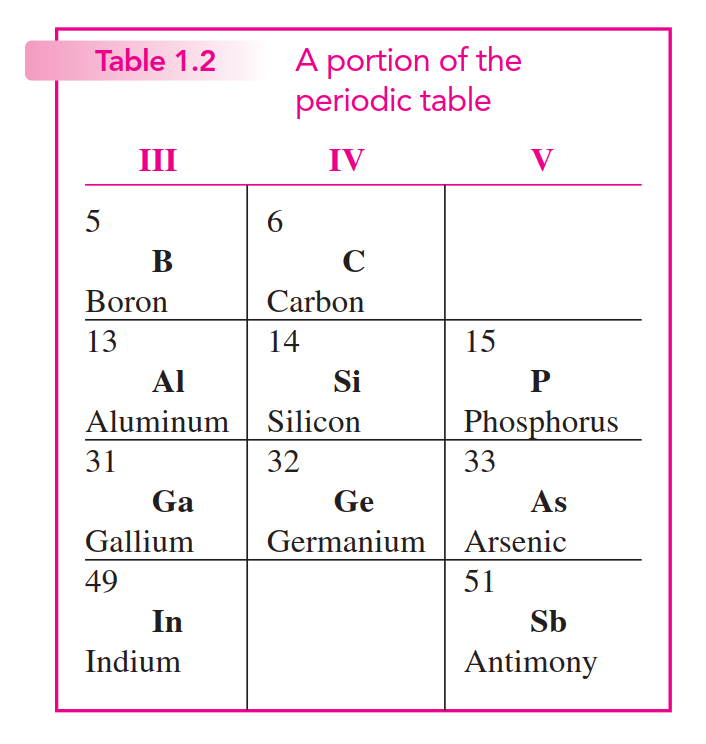 Table 1.2
A portion of the
periodic table
III IV V
5 6
B C
Boron Carbon
13 14 15
Al Si P
Aluminum Silicon Phosphorus
31 32 33
Ga Ge As
Gallium Germanium Arsenic
49 51
In Sb
Indium Antimony